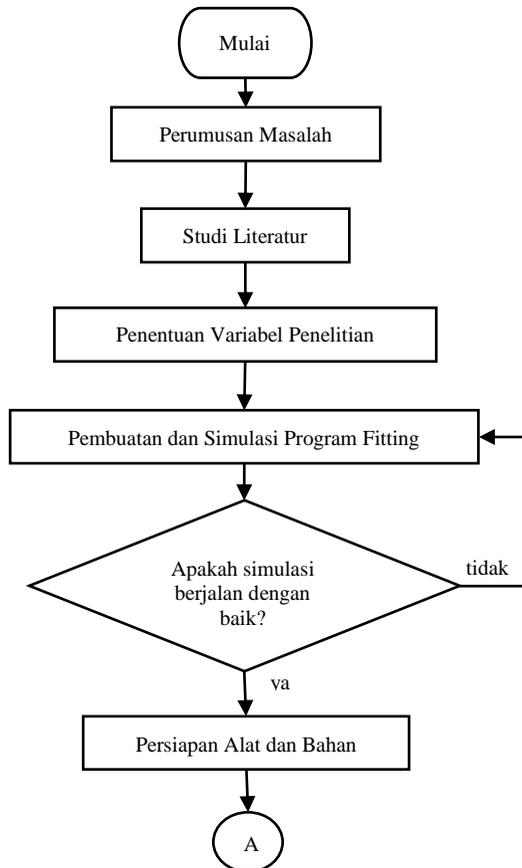 Mulai
Perumusan Masalah
Studi Literatur
Penentuan Variabel Penelitian
Pembuatan dan Simulasi Program Fitting
Apakah simulasi
berjalan dengan
baik?
tidak
ya
Persiapan Alat dan Bahan
A